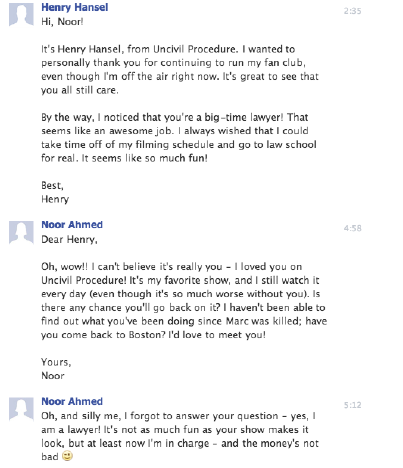 Henry Hansel 2:35
Hi, Noor!
It's Henry Hansel, from Uncivil Procedure. I wanted to
personally thank you for continuing to run my fan club,
even though I'm off the air right now. It's great to see that
you all still care.
By the way, I noticed that you're a big-time lawyer! That
seems like an awesome job. I always wished that I could
take time off of my filming schedule and go to law school
for real. It seems like so much fun!
Best,
Henry
Noor Ahmed 4:58
Dear Henry,
Oh, wow!! I can't believe it's really you - I loved you on
Uncivil Procedure! It's my favorite show, and I still watch it
every day (even though it's so much worse without you). Is
there any chance you'll go back on it? I haven't been able to
find out what you've been doing since Marc was killed; have
you come back to Boston? I'd love to meet you!
Yours,
Noor
Noor Ahmed 5:12
Oh, and silly me, I forgot to answer your question - yes, I
am a lawyer! It's not as much fun as your show makes it
look, but at least now I'm in charge - and the money's not
bad 🙂